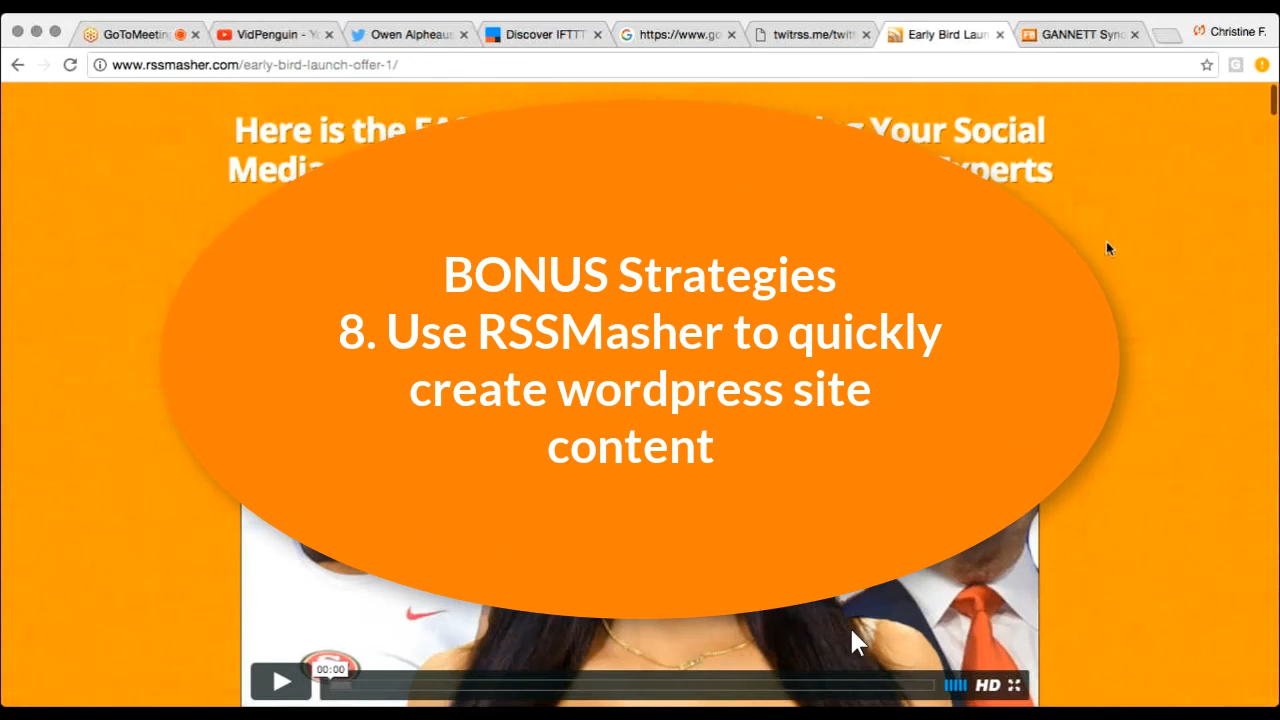 GoToMeetin
VidPenguin - Yo
Owen Alpheaus
Discover IFTTT
https://www.go
twitrss.me/twit
Early Bird Laun
GANNETT Sync
Christine F.
www.rssmasher.com/early-bird-launch-offer-1/
Here is the Your Social
Media
BONUS Strategies
8. Use RSSMasher to quickly
create wordpress site
content
00:00
HD